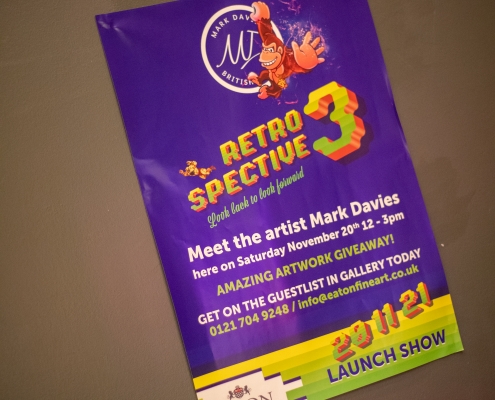 MARK DAV
BRITISH
RETRO
SPECTIVE 3
Look back to look forward
Meet the artist Mark Davies
here on Saturday November 20th 12 - 3pm
AMAZING ARTWORK GIVEAWAY!
GET ON THE GUESTLIST IN GALLERY TODAY
0121 704 9248 / info@eatonfineart.co.uk
20 11 21
LAUNCH SHOW